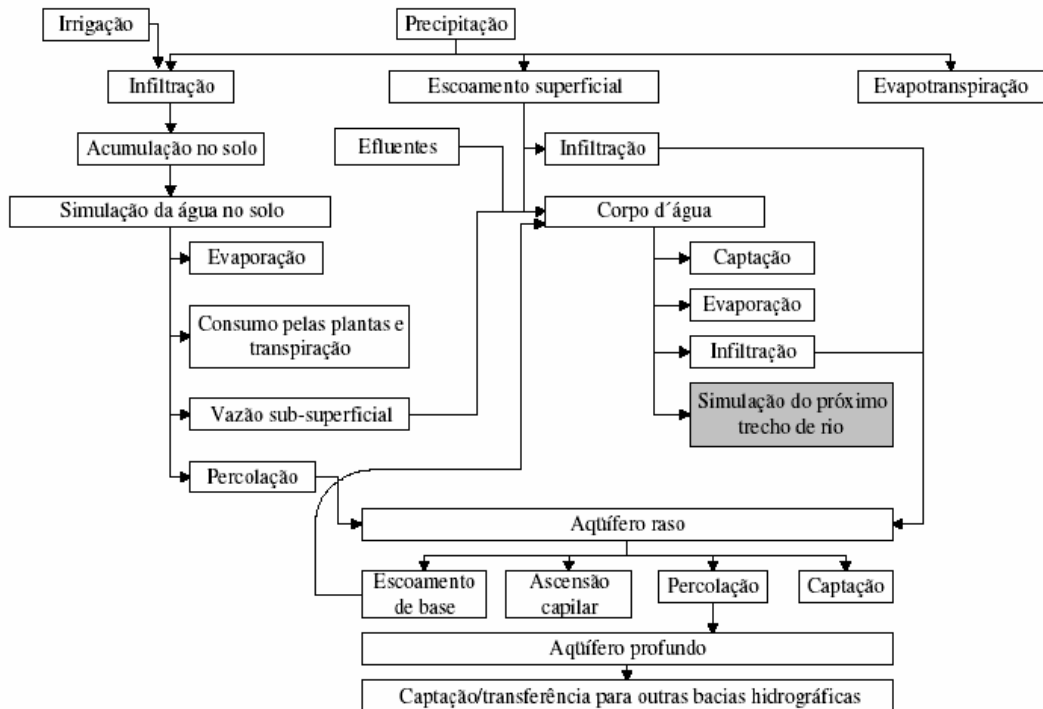 Irrigação
Precipitação
Infiltração
Escoamento superficial
Evapotranspiração
Acumulação no solo
Efluentes
Infiltração
Simulação da água no solo
Corpo d´água
Evaporação
Captação
Consumo pelas plantas e
transpiração
Evaporação
Infiltração
Vazão sub-superficial
Simulação do próximo
trecho de rio
Percolação
Aqüífero raso
Escoamento
de base
Ascensão
capilar
Percolação
Captação
Aqüífero profundo
Captação/transferência para outras bacias hidrográficas